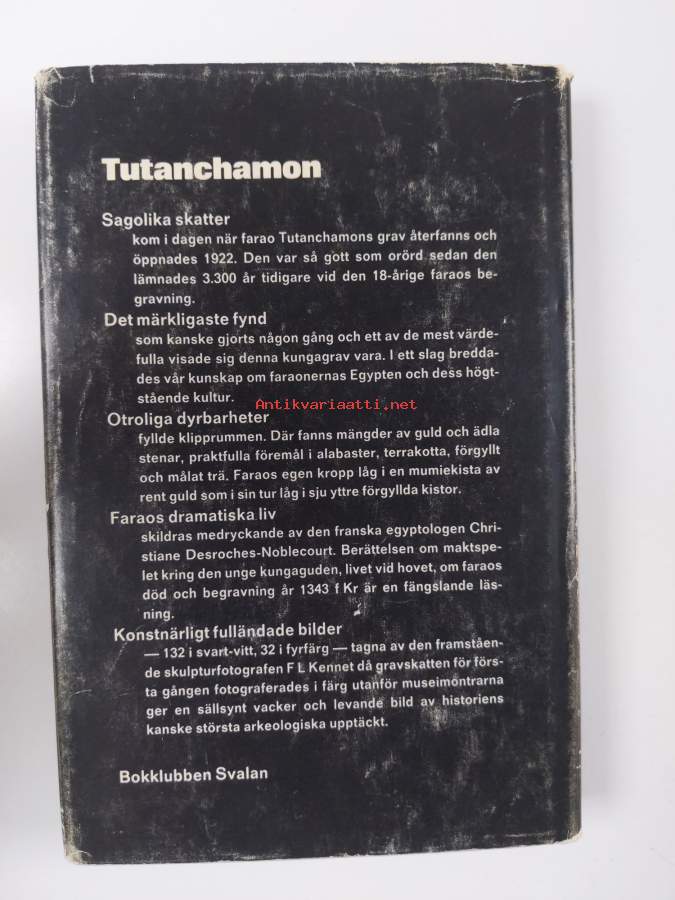 Tutanchamon
Sagolika skatter
kom i dagen när farao Tutanchamons grav återfanns och
öppnades 1922. Den var så gott som orörd sedan den
lämnades 3.300 år tidigare vid den 18-årige faraos be-
gravning.
Det märkligaste fynd
som kanske gjorts någon gång och ett av de mest värde-
fulla visade sig denna kungagrav vara. I ett slag bredda-
des vår kunskap om faraonernas Egypten och dess högt-
stående kultur.
Antikvariaatti.net
Otroliga dyrbarheter
fyllde klipprummen. Där fanns mängder av guld och ädla
stenar, praktfulla föremål i alabaster, terrakotta, förgyllt
och målat trä. Faraos egen kropp låg i en mumiekista av
rent guld som i sin tur låg i sju yttre förgyllda kistor.
Faraos dramatiska liv
skildras medryckande av den franska egyptologen Chri-
stiane Desroches-Noblecourt. Berättelsen om maktspe-
let kring den unge kungaguden, livet vid hovet, om faraos
död och begravning år 1343 f Kr är en fängslande läs-
ning.
Konstnärligt fulländade bilder
— 132 i svart-vitt, 32 i fyrfärg — tagna av den framståen-
de skulpturfotografen F L Kennet då gravskatten för förs-
ta gången fotograferades i färg utanför museimontrarna
ger en sällsynt vacker och levande bild av historiens
kanske största arkeologiska upptäckt.
Bokklubben Svalan